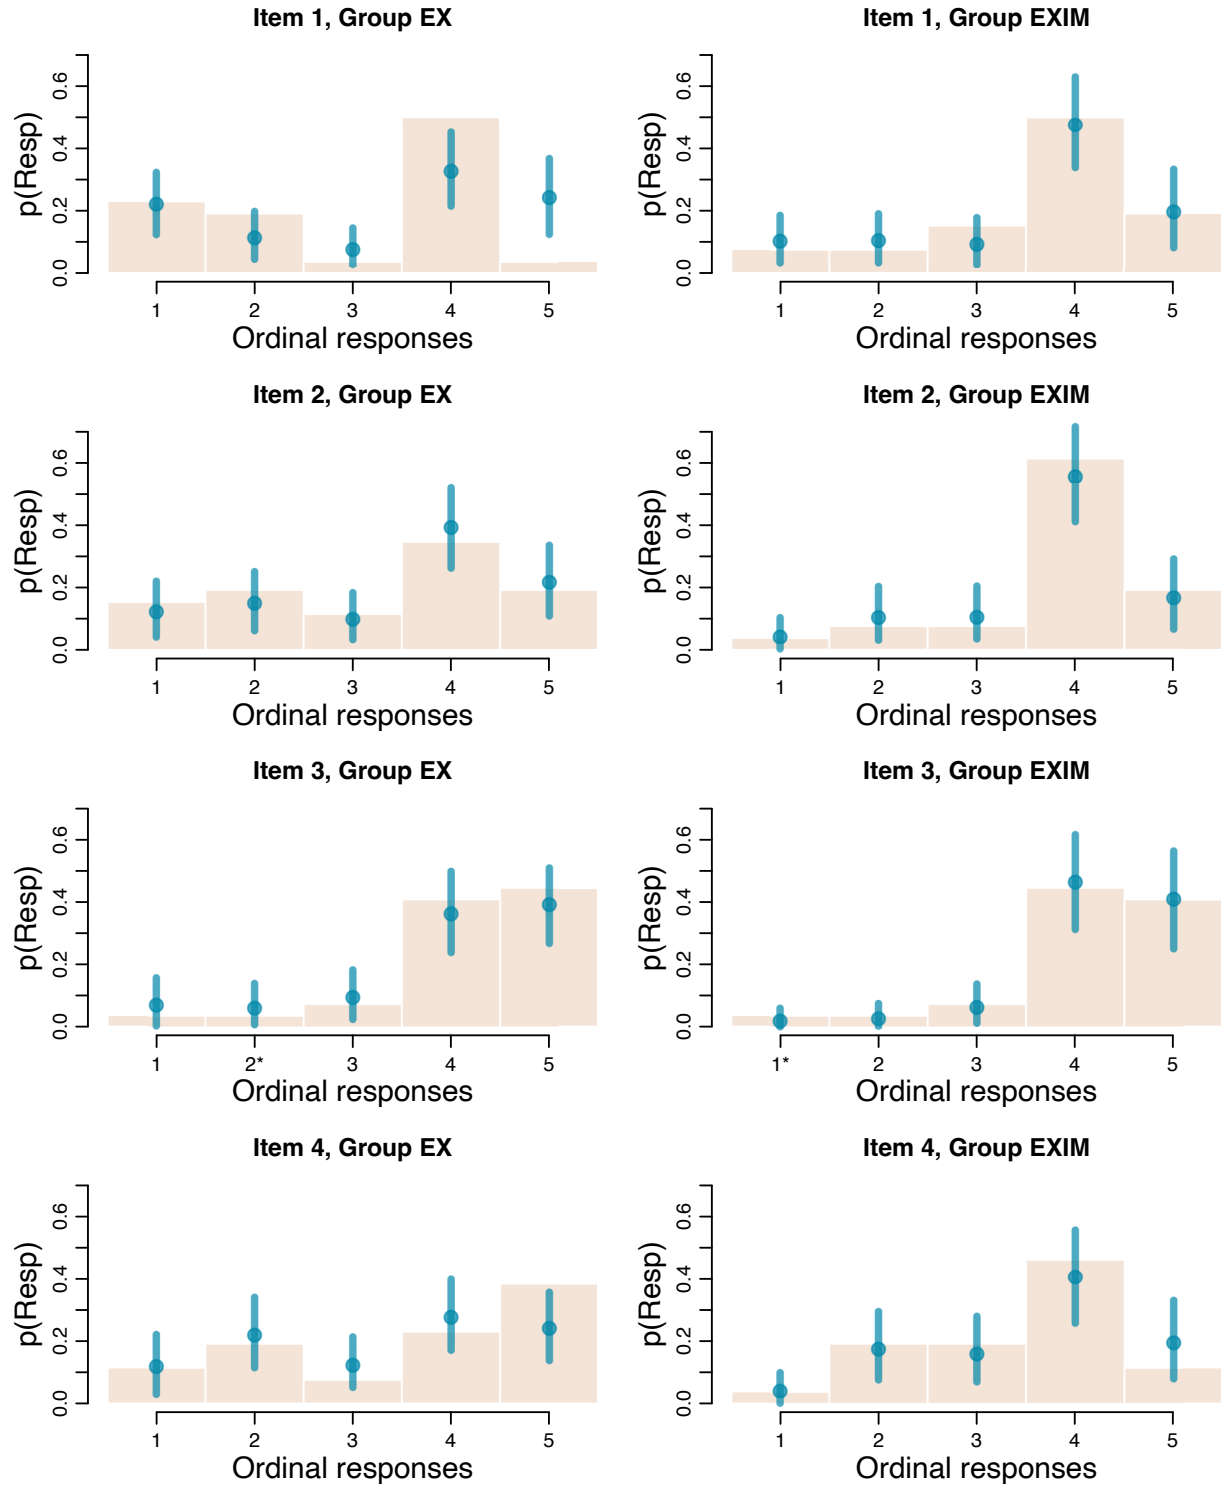 Item 1, Group EX
p(Resp)
0.0 0.2 0.4 0.6
1 2 3 4 5
Ordinal responses
Item 1, Group EXIM
p(Resp)
0.0 0.2 0.4 0.6
1 2 3 4 5
Ordinal responses
Item 2, Group EX
p(Resp)
0.0 0.2 0.4 0.6
1 2 3 4 5
Ordinal responses
Item 2, Group EXIM
p(Resp)
0.0 0.2 0.4 0.6
1 2 3 4 5
Ordinal responses
Item 3, Group EX
p(Resp)
0.0 0.2 0.4 0.6
1 2* 3 4 5
Ordinal responses
Item 3, Group EXIM
p(Resp)
0.0 0.2 0.4 0.6
1* 2 3 4 5
Ordinal responses
Item 4, Group EX
p(Resp)
0.0 0.2 0.4 0.6
1 2 3 4 5
Ordinal responses
Item 4, Group EXIM
p(Resp)
0.0 0.2 0.4 0.6
1 2 3 4 5
Ordinal responses